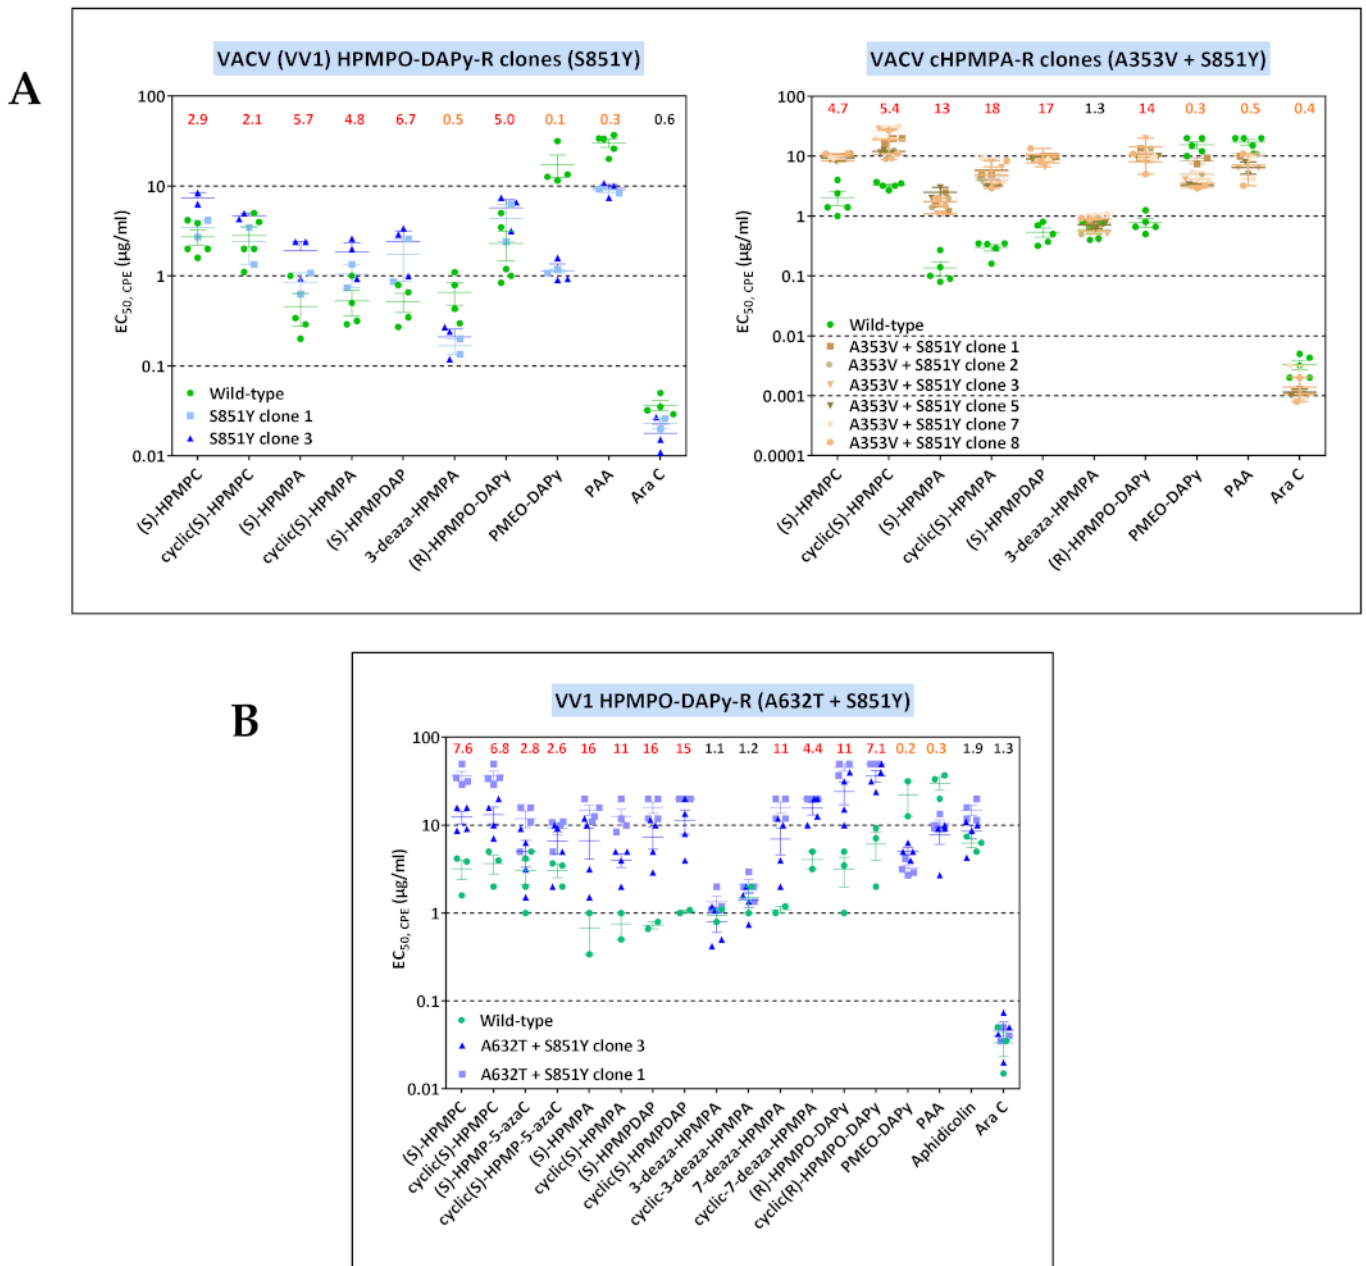 A
VACV (VV1) HPMPO-DAPy-R clones (S851Y)
100
10
1
0.1
0.01
EC50, CPE (µg/ml)
2.9 2.1 5.7 4.8 6.7 0.5 5.0 0.1 0.3 0.6
Wild-type
S851Y clone 1
S851Y clone 3
(S)-HPMPC
cyclic(S)-HPMPC
(S)-HPMPA
cyclic(S)-HPMPA
(S)-HPMPDAP
3-deaza-HPMPA
(R)-HPMPO-DAPy
PMEO-DAPy
PAA
Ara C
VACV cHPMPA-R clones (A353V + S851Y)
100
10
1
0.1
0.01
0.001
0.0001
EC50, CPE (µg/ml)
4.7 5.4 13 18 17 1.3 14 0.3 0.5 0.4
Wild-type
A353V + S851Y clone 1
A353V + S851Y clone 2
A353V + S851Y clone 3
A353V + S851Y clone 5
A353V + S851Y clone 7
A353V + S851Y clone 8
(S)-HPMPC
cyclic(S)-HPMPC
(S)-HPMPA
cyclic(S)-HPMPA
(S)-HPMPDAP
3-deaza-HPMPA
(R)-HPMPO-DAPy
PMEO-DAPy
PAA
Ara C
B
VV1 HPMPO-DAPy-R (A632T + S851Y)
100
10
1
0.1
0.01
EC50, CPE (µg/ml)
7.6 6.8 2.8 2.6 16 11 16 15 1.1 1.2 11 4.4 11 7.1 0.2 0.3 1.9 1.3
Wild-type
A632T + S851Y clone 3
A632T + S851Y clone 1
(S)-HPMPC
cyclic(S)-HPMPC
(S)-HPMP-5-azaC
cyclic(S)-HPMP-5-azaC
(S)-HPMPA
cyclic(S)-HPMPA
(S)-HPMPDAP
cyclic(S)-HPMPDAP
3-deaza-HPMPA
cyclic-3-deaza-HPMPA
7-deaza-HPMPA
cyclic-7-deaza-HPMPA
(R)-HPMPO-DAPy
cyclic(R)-HPMPO-DAPy
PMEO-DAPy
PAA
Aphidicolin
Ara C